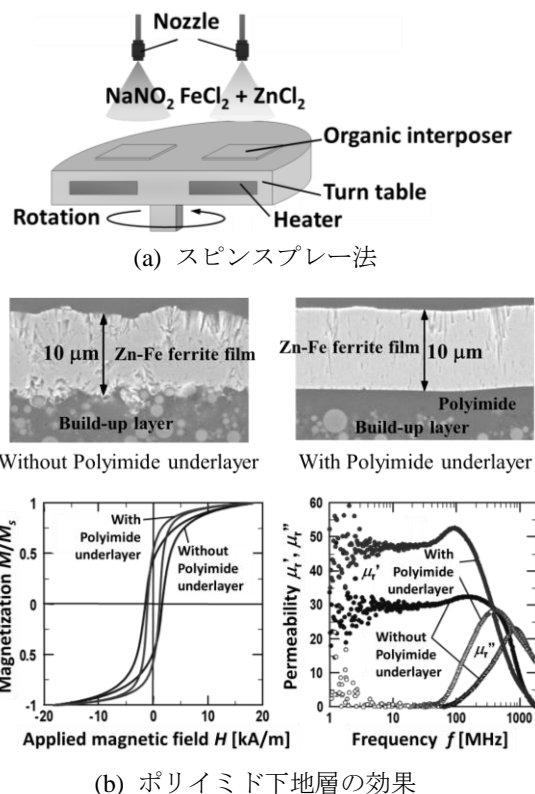 Nozzle
NaNO2 FeCl2 + ZnCl2
Organic interposer
Turn table
Heater
Rotation
(a) スピンスプレー法
10 μm
Zn-Fe ferrite film
Build-up layer
Without Polyimide underlayer
Zn-Fe ferrite film
10 μm
Polyimide
Build-up layer
With Polyimide underlayer
Magnetization M/Ms
1
0.5
0
-0.5
-1
With
Polyimide
underlayer
Without
Polyimide
underlayer
-20
-10
0
10
20
Applied magnetic field H [kA/m]
Permeability μr', μr"
60
50
40
30
20
10
0
μr'
With
Polyimide
underlayer
Without
Polyimide
underlayer
μr"
1
10
100
1000
Frequency f [MHz]
(b) ポリイミド下地層の効果